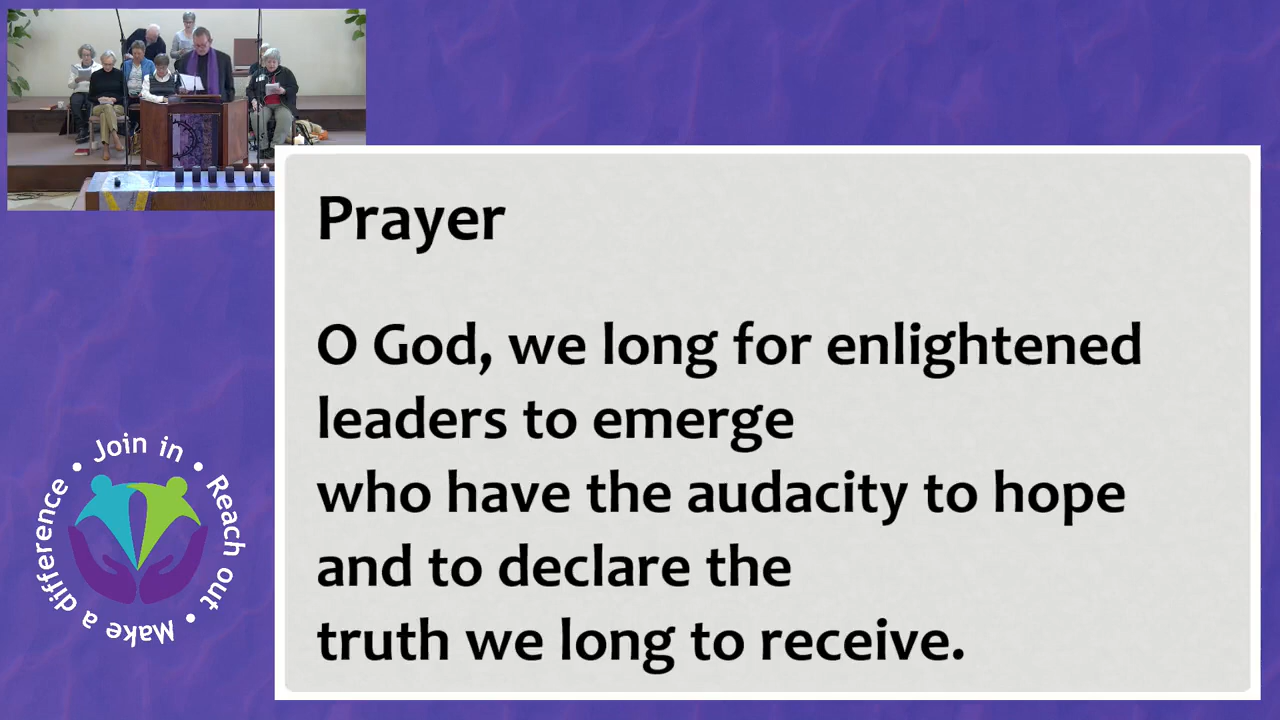 Prayer
O God, we long for enlightened
leaders to emerge
who have the audacity to hope
and to declare the
truth we long to receive.
Join in • Reach out • Make a difference •